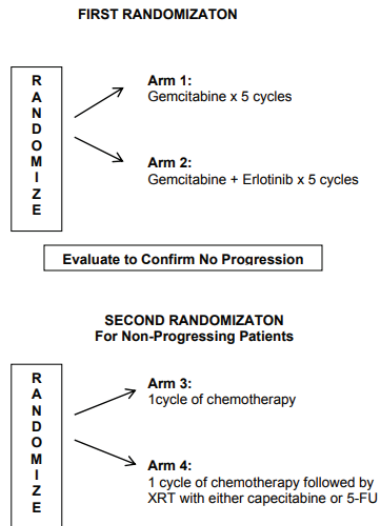 FIRST RANDOMIZATON
R
A
N
D
O
M
I
Z
E
Arm 1:
Gemcitabine x 5 cycles
Arm 2:
Gemcitabine + Erlotinib x 5 cycles
Evaluate to Confirm No Progression
SECOND RANDOMIZATON
For Non-Progressing Patients
R
A
N
D
O
M
I
Z
E
Arm 3:
1cycle of chemotherapy
Arm 4:
1 cycle of chemotherapy followed by
XRT with either capecitabine or 5-FU